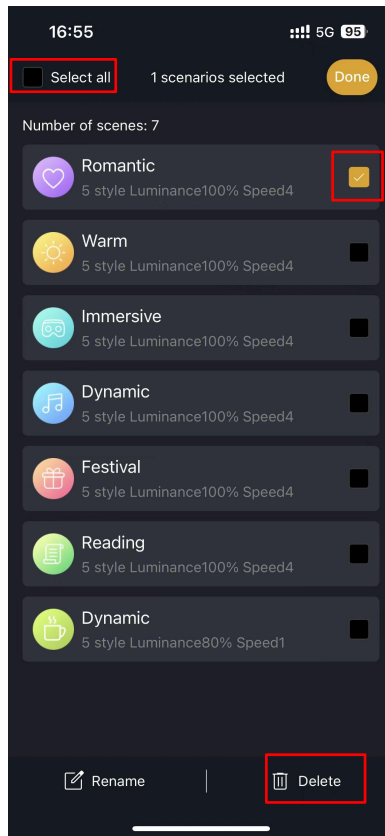 16:55 5G 95
Select all 1 scenarios selected Done
Number of scenes: 7
Romantic
5 style Luminance100% Speed4
Warm
5 style Luminance100% Speed4
Immersive
5 style Luminance100% Speed4
Dynamic
5 style Luminance100% Speed4
Festival
5 style Luminance100% Speed4
Reading
5 style Luminance100% Speed4
Dynamic
5 style Luminance80% Speed1
Rename Delete